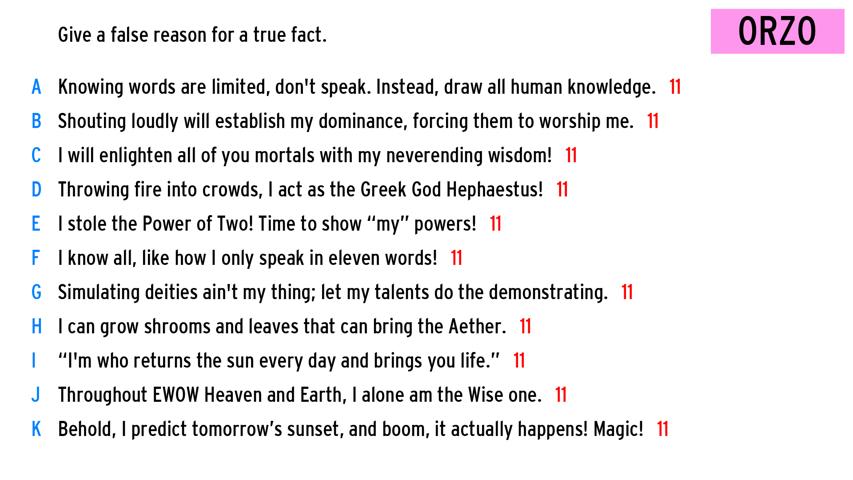 Give a false reason for a true fact.
ORZO
A Knowing words are limited, don't speak. Instead, draw all human knowledge. 11
B Shouting loudly will establish my dominance, forcing them to worship me. 11
C I will enlighten all of you mortals with my neverending wisdom! 11
D Throwing fire into crowds, I act as the Greek God Hephaestus! 11
E I stole the Power of Two! Time to show “my” powers! 11
F I know all, like how I only speak in eleven words! 11
G Simulating deities ain't my thing; let my talents do the demonstrating. 11
H I can grow shrooms and leaves that can bring the Aether. 11
I “I'm who returns the sun every day and brings you life.” 11
J Throughout EWOW Heaven and Earth, I alone am the Wise one. 11
K Behold, I predict tomorrow’s sunset, and boom, it actually happens! Magic! 11